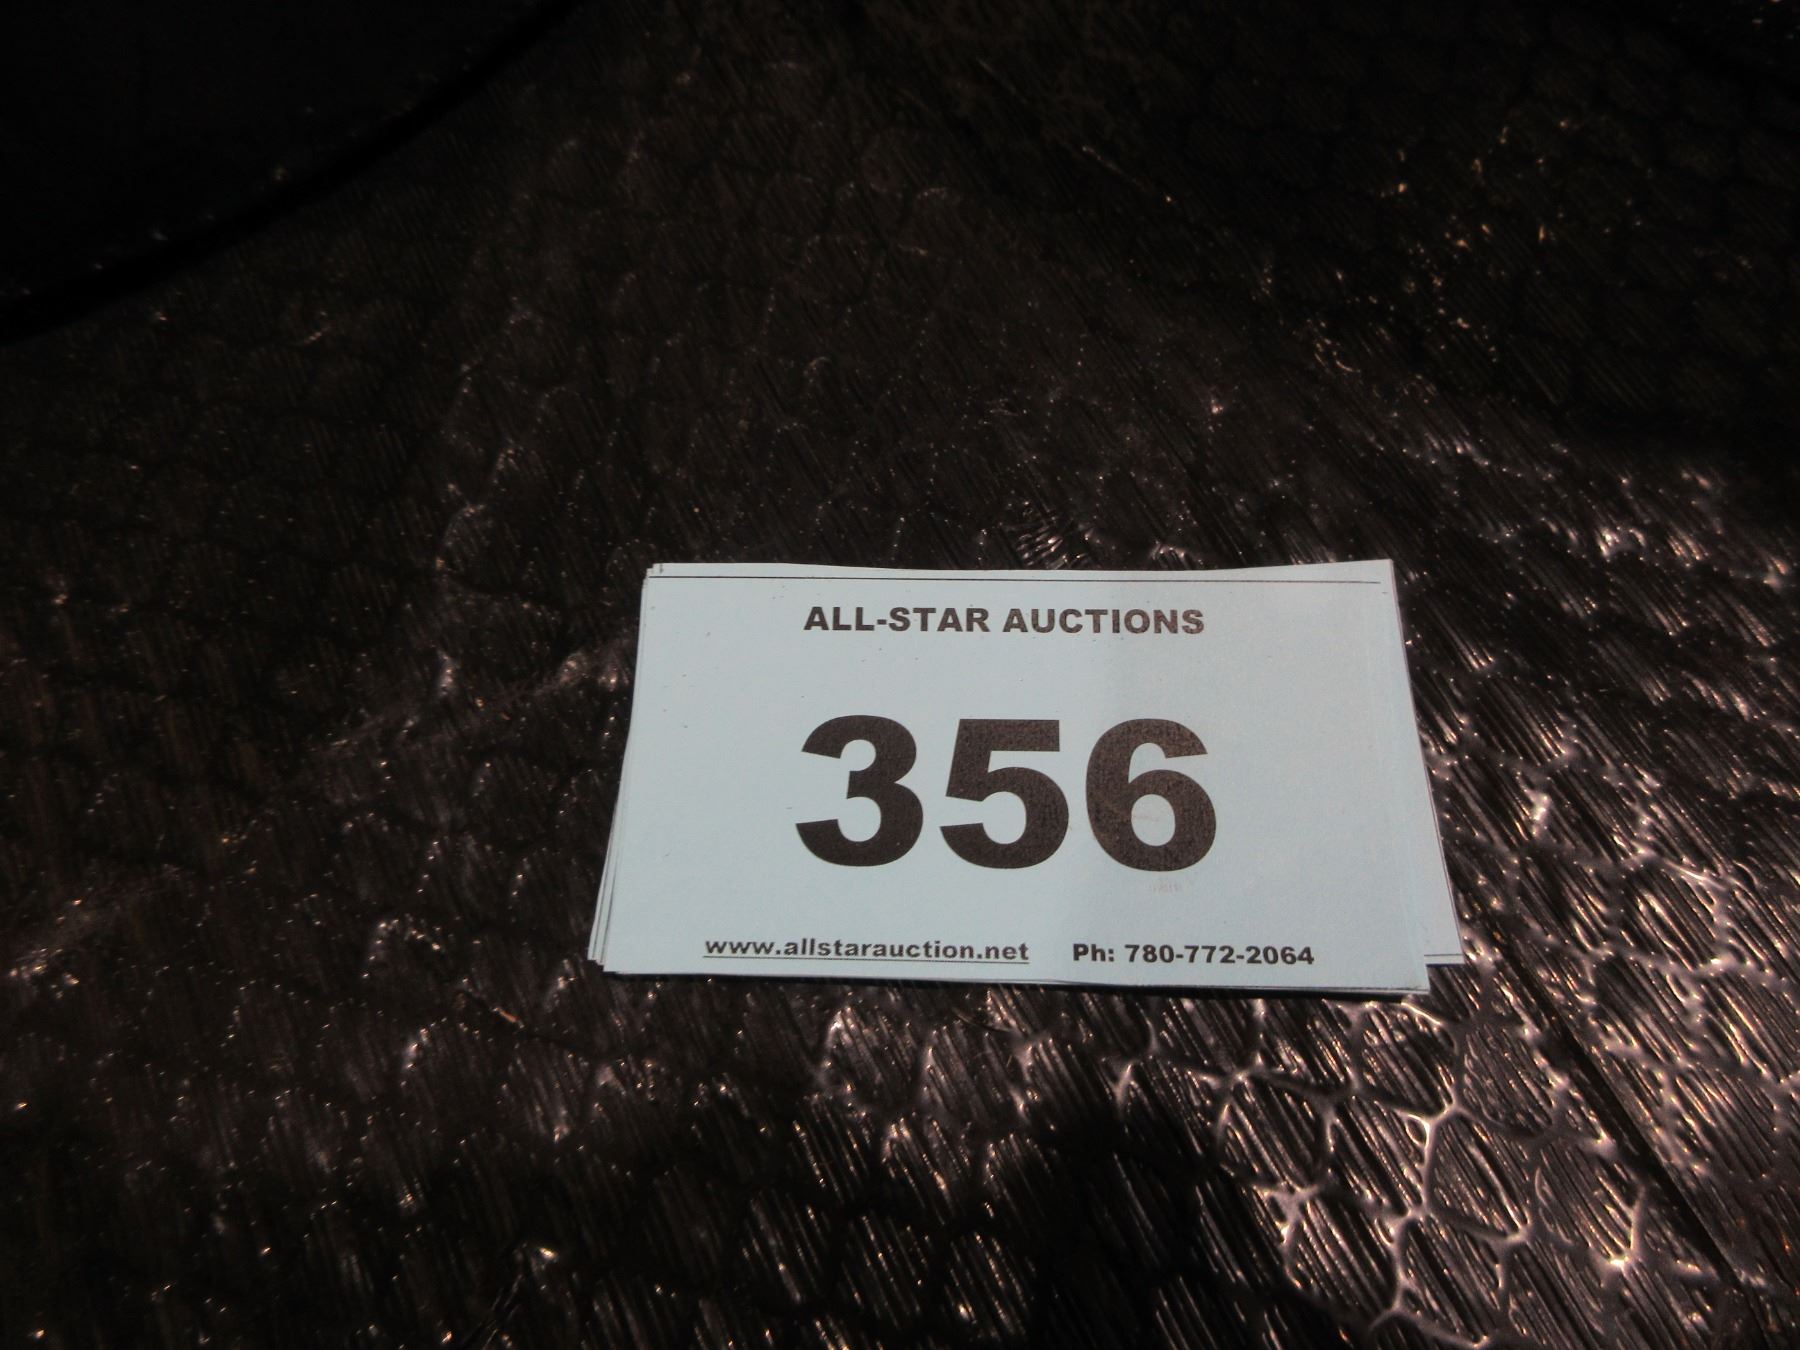 ALL-STAR AUCTIONS
356
www.allstarauction.net Ph: 780-772-2064